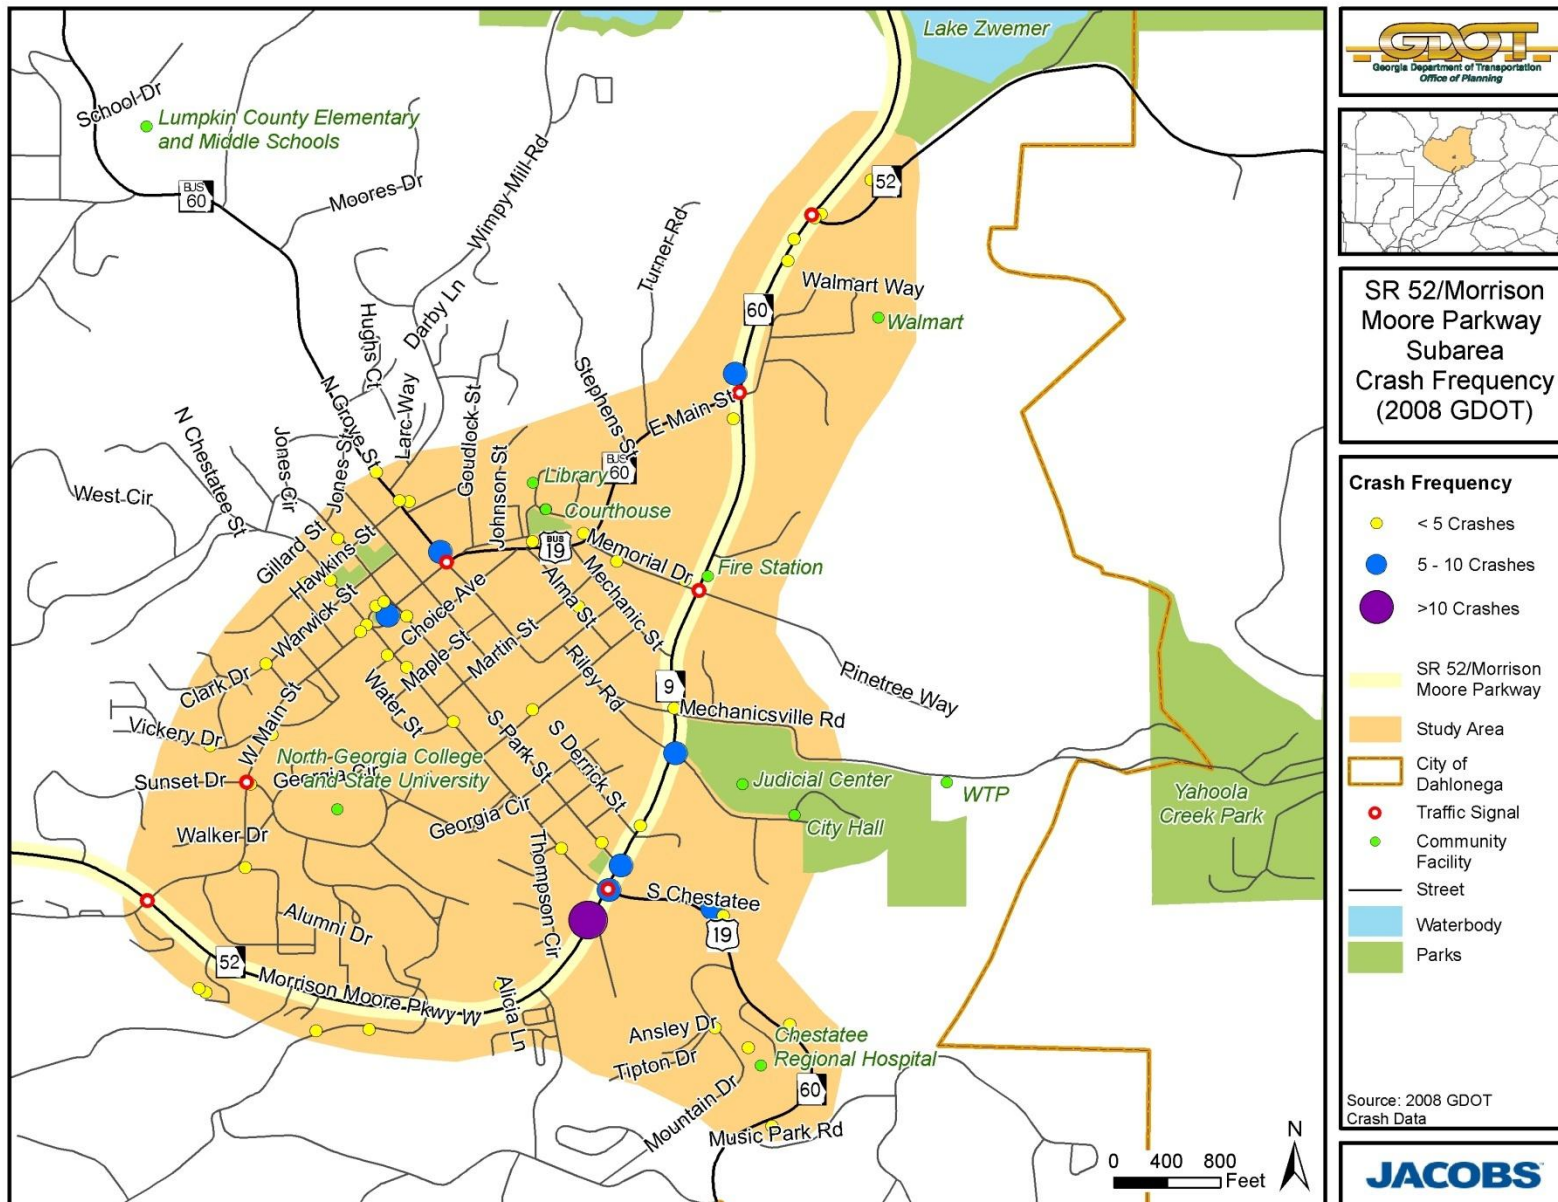 Lake Zwemer
School Dr
Lumpkin County Elementary
and Middle Schools
BUS
60
Moores Dr
Wimpy Mill Rd
Turner Rd
52
Walmart Way
60
Walmart
Hughs Ct
Darby Ln
Larc Way
Goudlock St
Stephens St
E Main St
N Grove St
N Chestatee St
Jones Cir
Jones St
Johnson St
BUS
60
Library
West Cir
Courthouse
Gillard St
Hawkins St
BUS
19
Memorial Dr
Fire Station
Warwick St
Choice Ave
Alma St
Mechanic St
Maple St
Martin St
Clark Dr
Riley Rd
Pinetree Way
9
Mechanicsville Rd
Water St
W Main St
Vickery Dr
S Park St
S Derrick St
North Georgia College
and State University
Sunset Dr
Georgia Cir
Judicial Center
WTP
Yahoola
Creek Park
Walker Dr
Georgia Cir
City Hall
Thompson Cir
S Chestatee
19
Alumni Dr
52
Morrison Moore Pkwy W
Alicia Ln
Ansley Dr
Chestatee
Regional Hospital
Tipton Dr
60
Mountain Dr
Music Park Rd
N
0 400 800
Feet
GDOT
Georgia Department of Transportation
Office of Planning
SR 52/Morrison
Moore Parkway
Subarea
Crash Frequency
(2008 GDOT)
Crash Frequency
< 5 Crashes
5 - 10 Crashes
>10 Crashes
SR 52/Morrison
Moore Parkway
Study Area
City of
Dahlonega
Traffic Signal
Community
Facility
Street
Waterbody
Parks
Source: 2008 GDOT
Crash Data
JACOBS